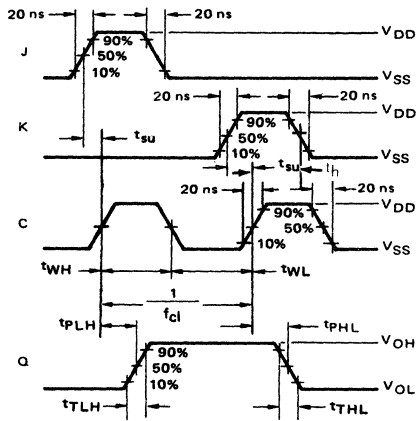 20 ns 20 ns VDD
J 90%
50%
10% VSS
20 ns 20 ns VDD
K 90%
50%
10% VSS
tsu tsu th
20 ns 20 ns VDD
C 90% 50%
10% VSS
tWH tWL
1
fcl
tPLH tPHL
VOH
Q 90%
50%
10% VOL
tTLH tTHL